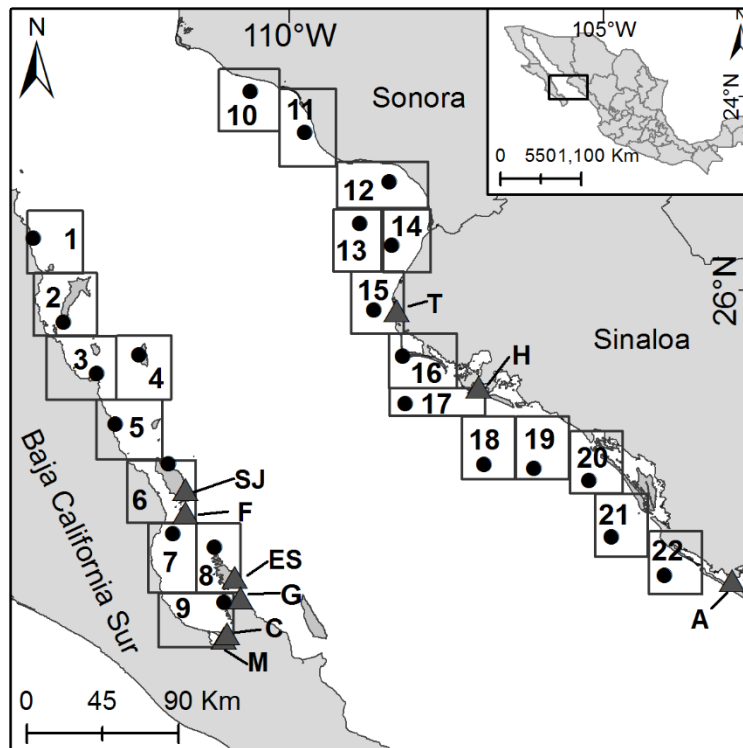 110°W
105°W
N
24°N
0 5501,100 Km
Sonora
10
11
12
13
14
1
2
15
T
26°N
Sinaloa
3
4
16
H
17
5
18
19
20
6
SJ
F
21
7
8
ES
22
9
G
A
C
M
Baja California Sur
0 45 90 Km